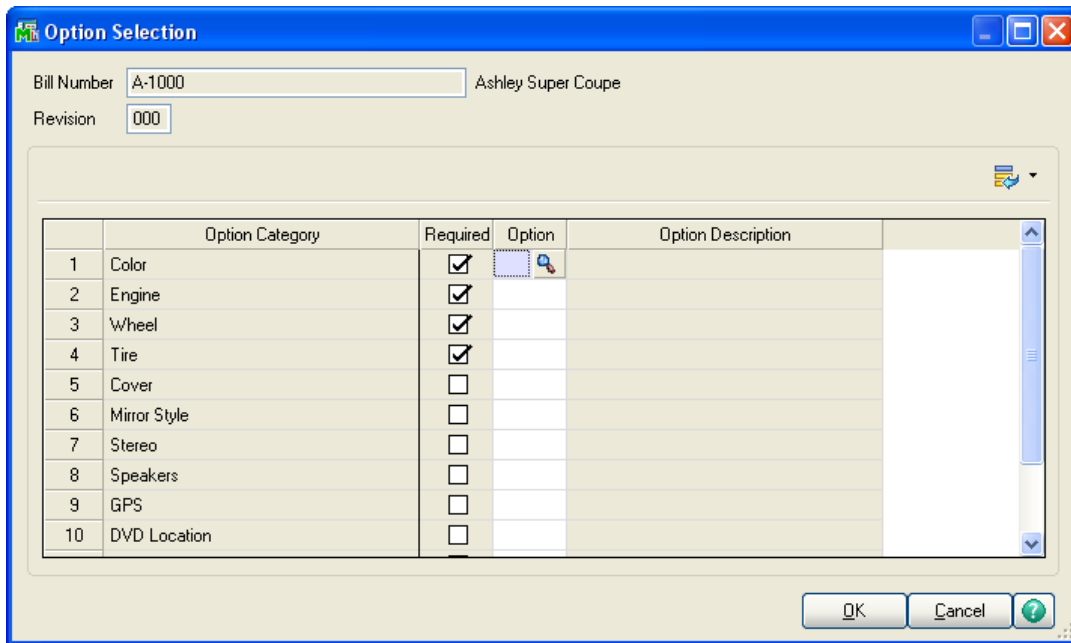 Option Selection
Bill Number A-1000 Ashley Super Coupe
Revision 000
Option Category Required Option Option Description
1 Color
2 Engine
3 Wheel
4 Tire
5 Cover
6 Mirror Style
7 Stereo
8 Speakers
9 GPS
10 DVD Location
OK Cancel ?